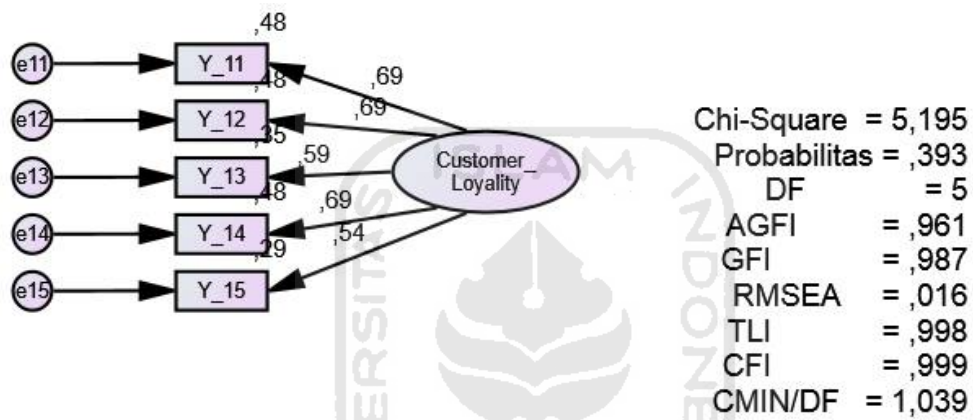 ,48
e11 Y_11
,69
,48
e12 Y_12
,69
,35
e13 Y_13
,59
Customer_
Loyality
,48
e14 Y_14
,69
,29
e15 Y_15
,54
Chi-Square = 5,195
Probabilitas = ,393
DF = 5
AGFI = ,961
GFI = ,987
RMSEA = ,016
TLI = ,998
CFI = ,999
CMIN/DF = 1,039
ISLAM